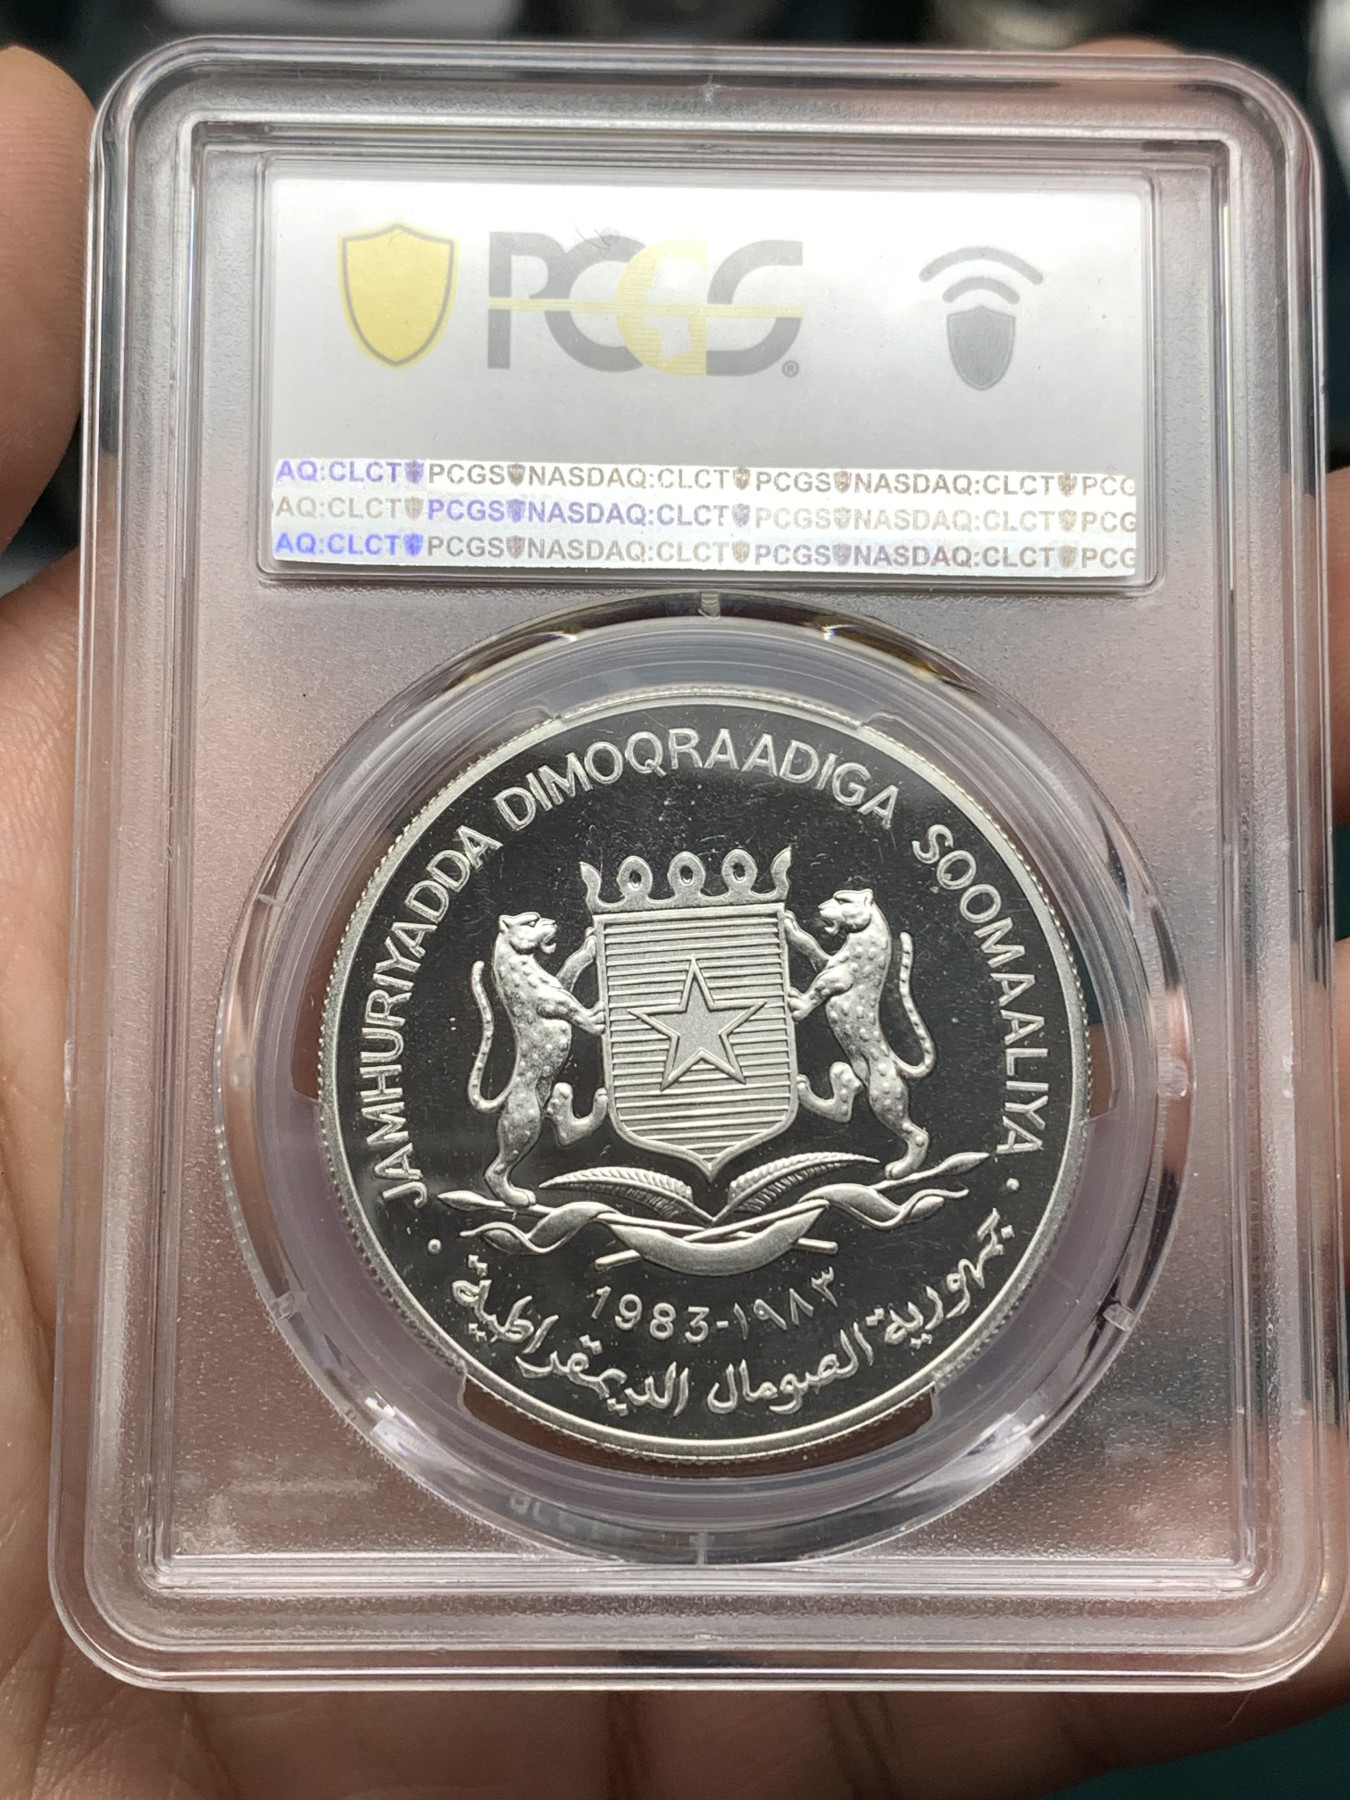 PCGS®
AQ:CLCT PCGS NASDAQ:CLCT PCGS NASDAQ:CLCT PCG
AQ:CLCT PCGS NASDAQ:CLCT PCGS NASDAQ:CLCT PCG
AQ:CLCT PCGS NASDAQ:CLCT PCGS NASDAQ:CLCT PCG
JAMHURIYADDA DIMOQRAADIGA SOOMAALIYA
1983-١٩٨٣
جمهورية الصومال الديمقراطية